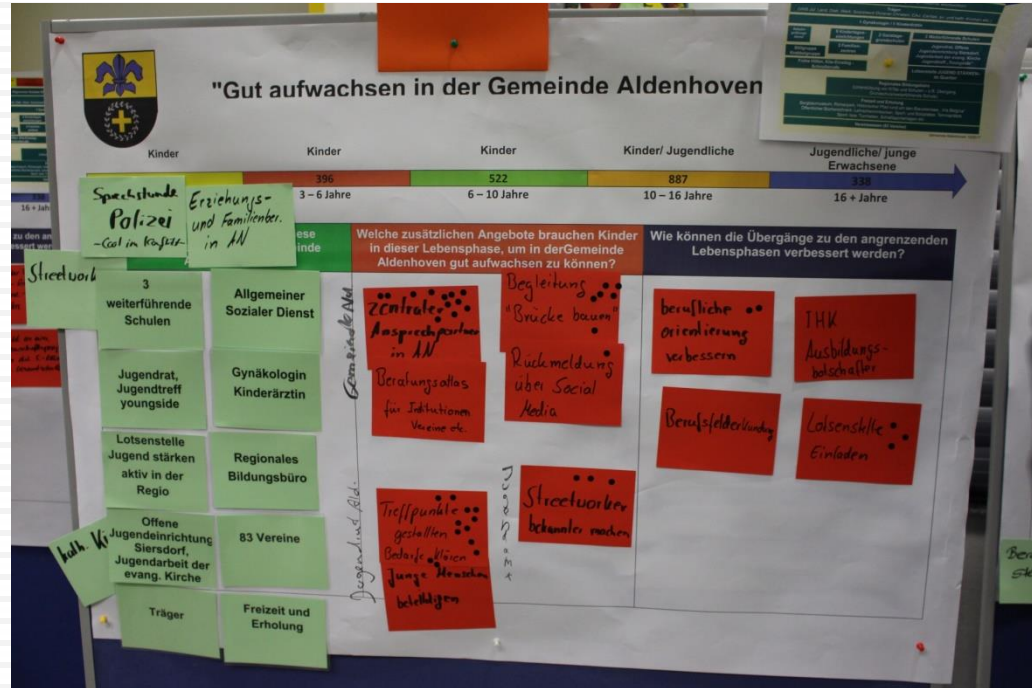 "Gut aufwachsen in der Gemeinde Aldenhoven
Kinder
Kinder
Kinder
Kinder/ Jugendliche
Jugendliche/ junge
Erwachsene
396
522
887
338
3 – 6 Jahre
6 – 10 Jahre
10 – 16 Jahre
16 + Jahre
Sprechstunde
Polizei
Erziehungs-
und Familienber.
in AN
Streetwork
3
weiterführende
Schulen
Allgemeiner
Sozialer Dienst
Jugendrat,
Jugendtreff
youngside
Gynäkologin
Kinderärztin
Lotsenstelle
Jugend stärken
aktiv in der
Regio
Regionales
Bildungsbüro
Offene
Jugendeinrichtung
Siersdorf,
Jugendarbeit der
evang. Kirche
83 Vereine
kath. Ki
Träger
Freizeit und
Erholung
Welche zusätzlichen Angebote brauchen Kinder
in dieser Lebensphase, um in derGemeinde
Aldenhoven gut aufwachsen zu können?
Zentraler
Ansprechpartner
in AN
Begleitung
"Brücke bauen"
Beratungsatlas
für Institutionen
Vereine etc.
Rückmeldung
über Social
Media
Treffpunkte
gestalten
Bedarfe klären
Junge Menschen
beteiligen
Jugendamt
Streetworker
bekannter machen
Wie können die Übergänge zu den angrenzenden
Lebensphasen verbessert werden?
berufliche
orientierung
verbessern
IHK
Ausbildungs-
botschafter
Berufsfelderkundung
Lotsenstelle
Einladen